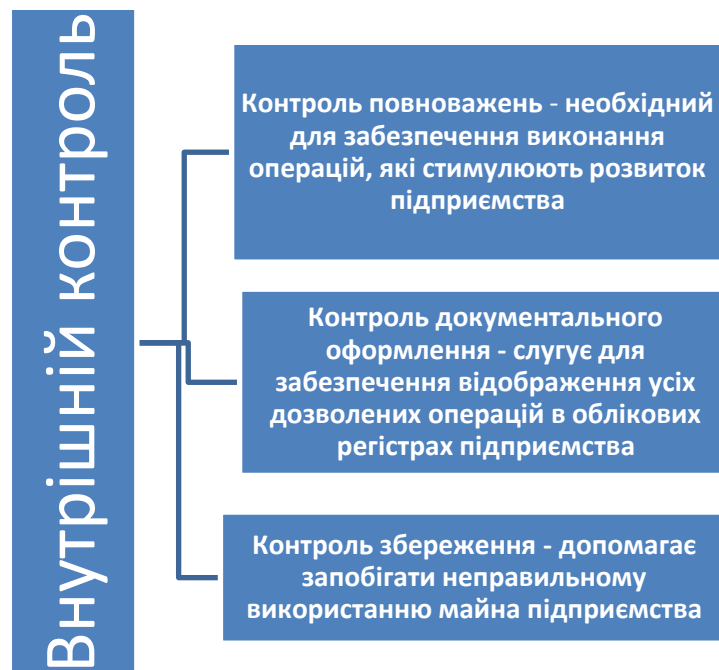 Внутрішній контроль
Контроль повноважень - необхідний
для забезпечення виконання
операцій, які стимулюють розвиток
підприємства
Контроль документального
оформлення - слугує для
забезпечення відображення усіх
дозволених операцій в облікових
регістрах підприємства
Контроль збереження - допомагає
запобігати неправильному
використанню майна підприємства